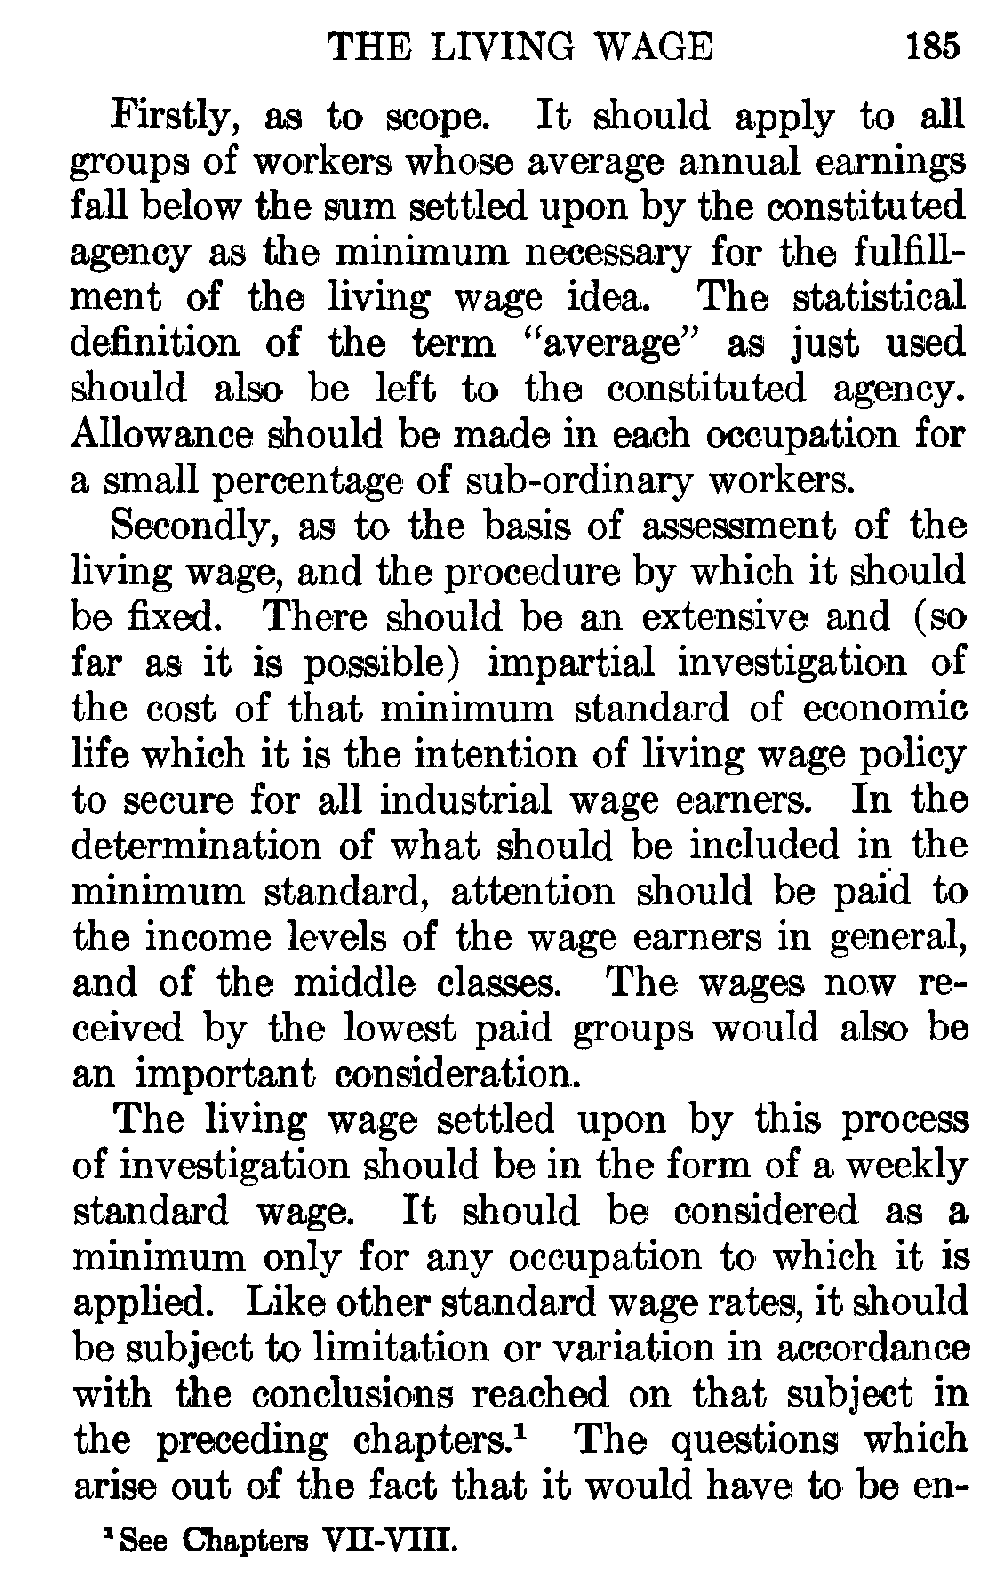 THE LIVING WAGE 185
Firstly, as to scope. It should apply to all
groups of workers whose average annual earnings
fall below the sum settled upon by the constituted
agency as the minimum necessary for the fulfill-
ment of the living wage idea. The statistical
definition of the term “average” as just used
should also be left to the constituted agency.
Allowance should be made in each occupation for
a small percentage of sub-ordinary workers.
Secondly, as to the basis of assessment of the
living wage, and the procedure by which it should
be fixed. There should be an extensive and (so
far as it is possible) impartial investigation of
the cost of that minimum standard of economic
life which it is the intention of living wage policy
to secure for all industrial wage earners. In the
determination of what should be included in the
minimum standard, attention should be paid to
the income levels of the wage earners in general,
and of the middle classes. The wages now re-
ceived by the lowest paid groups would also be
an important consideration.
The living wage settled upon by this process
of investigation should be in the form of a weekly
standard wage. It should be considered as a
minimum only for any occupation to which it is
applied. Like other standard wage rates, it should
be subject to limitation or variation in accordance
with the conclusions reached on that subject in
the preceding chapters.¹ The questions which
arise out of the fact that it would have to be en-
¹ See Chapters VII-VIII.